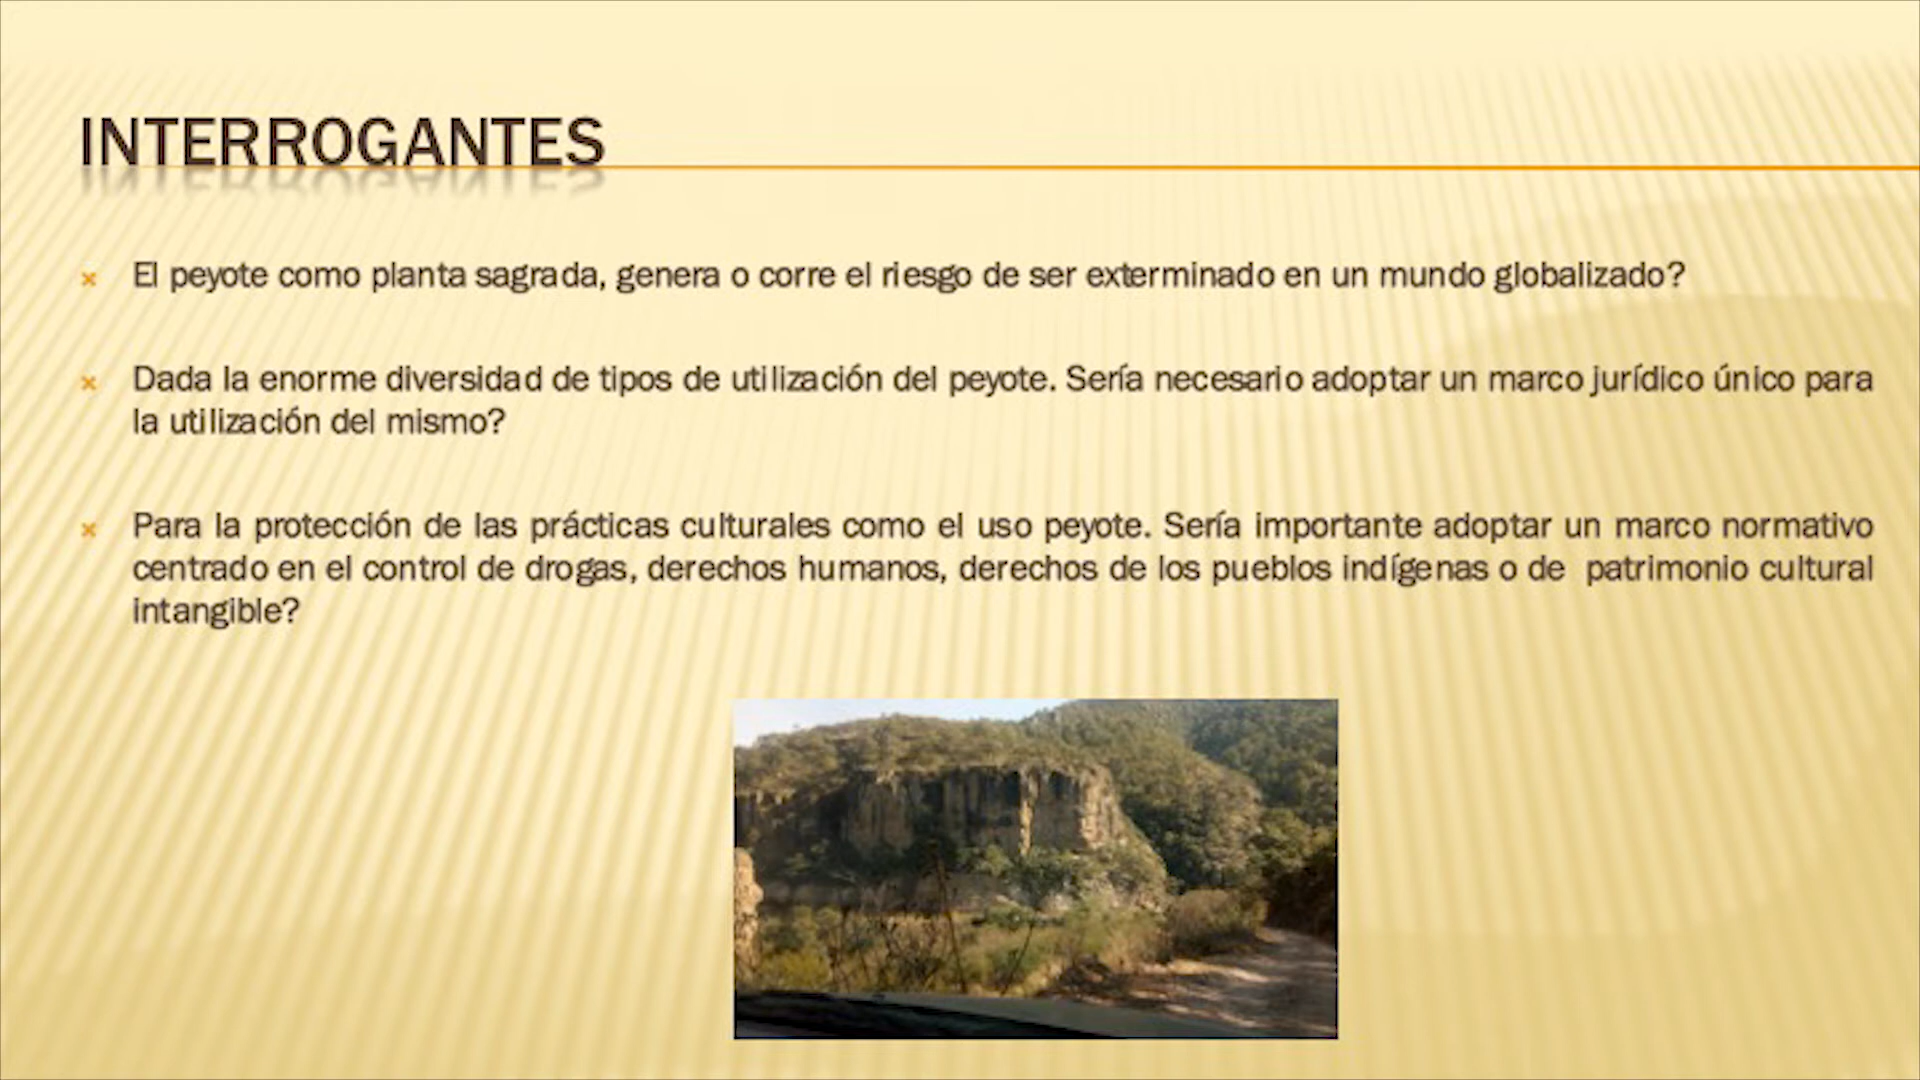 INTERROGANTES
El peyote como planta sagrada, genera o corre el riesgo de ser exterminado en un mundo globalizado?
Dada la enorme diversidad de tipos de utilización del peyote. Sería necesario adoptar un marco jurídico único para
la utilización del mismo?
Para la protección de las prácticas culturales como el uso peyote. Sería importante adoptar un marco normativo
centrado en el control de drogas, derechos humanos, derechos de los pueblos indígenas o de patrimonio cultural
intangible?